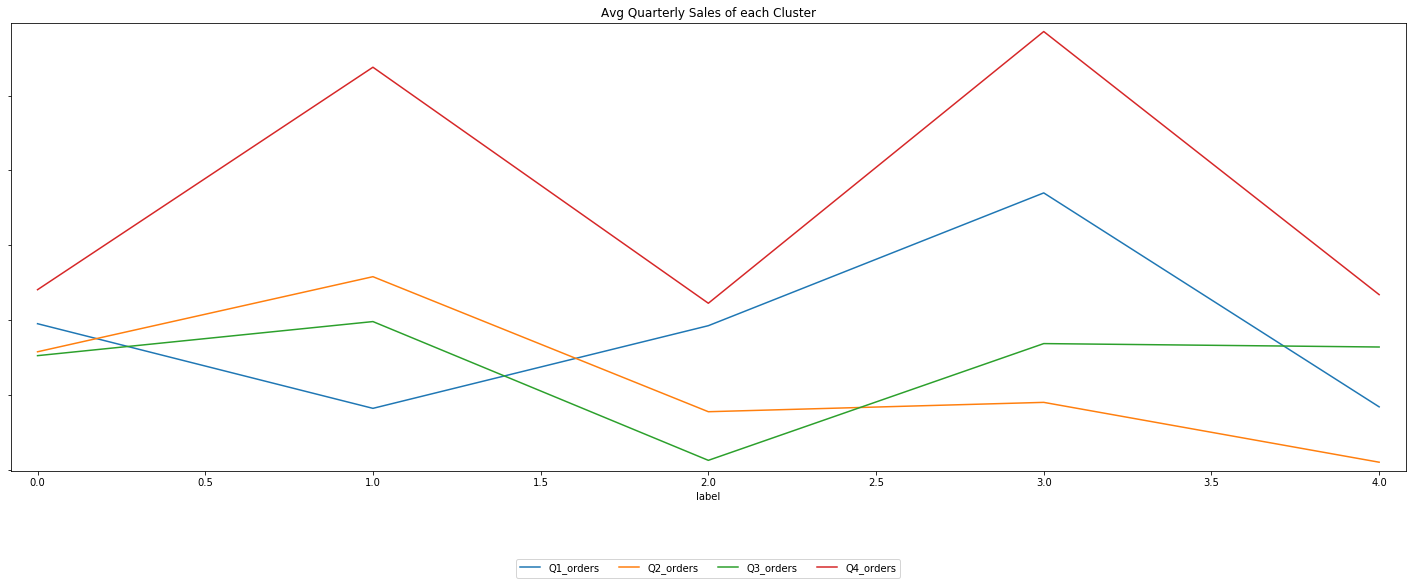 Avg Quarterly Sales of each Cluster
0.0 0.5 1.0 1.5 2.0 2.5 3.0 3.5 4.0
label
Q1_orders Q2_orders Q3_orders Q4_orders